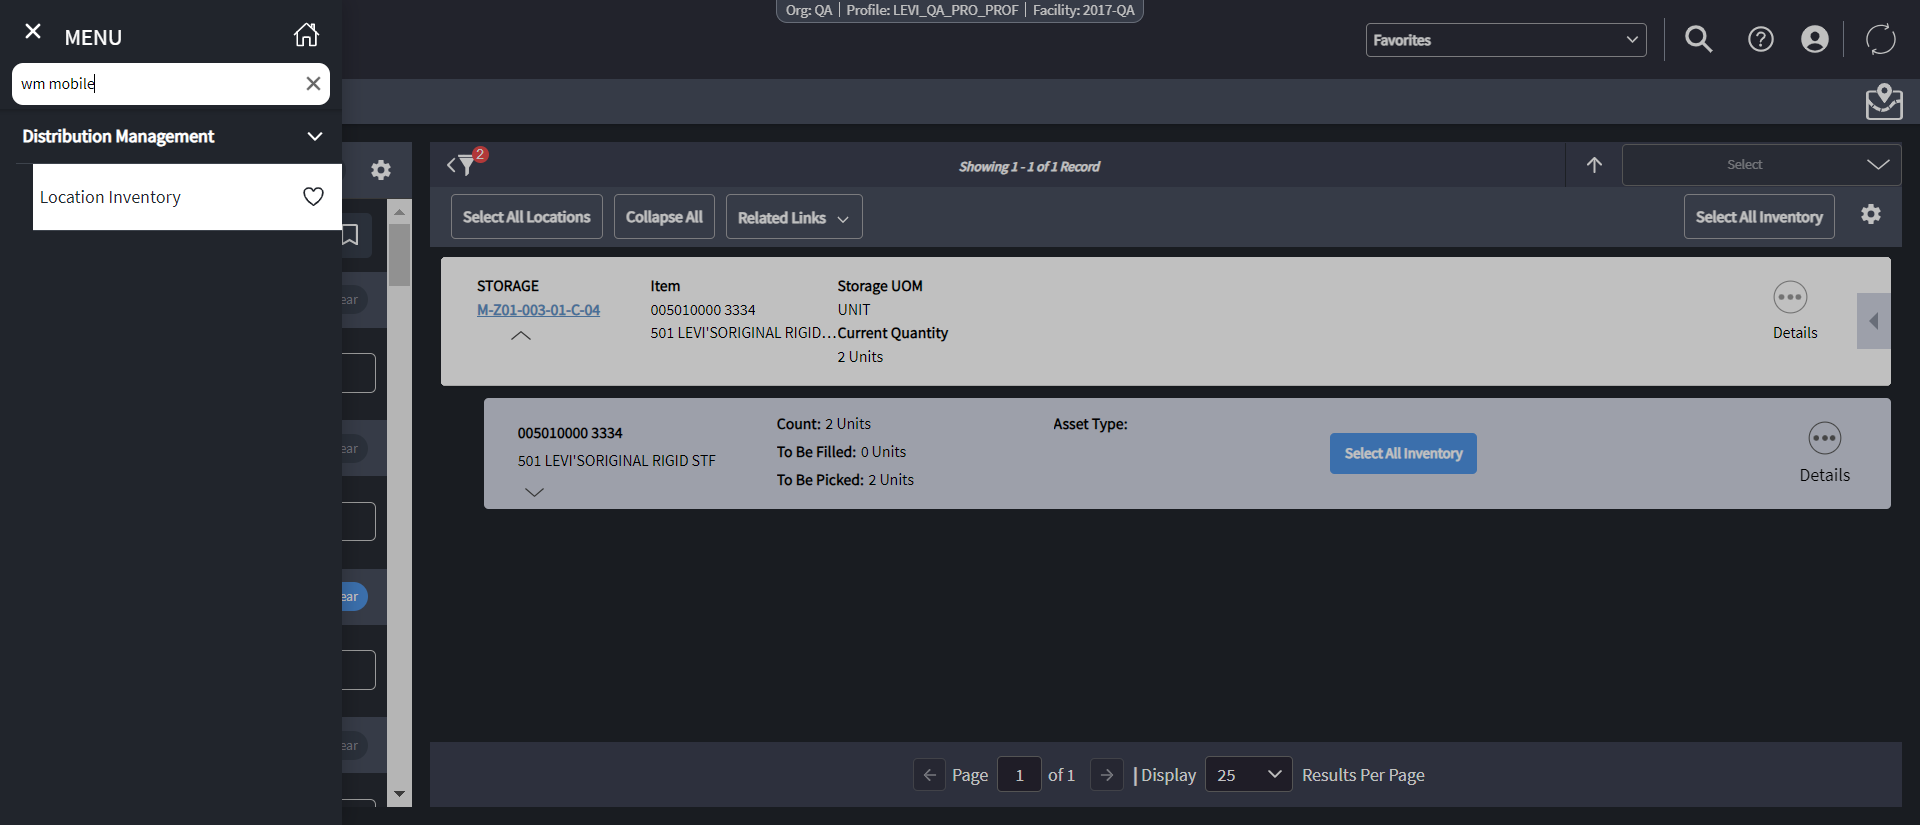 Org: QA | Profile: LEVI_QA_PRO_PROF | Facility: 2017-QA
MENU
Favorites
wm mobile
Distribution Management
Location Inventory
2
Showing 1 - 1 of 1 Record
Select
Select All Locations
Collapse All
Related Links
Select All Inventory
STORAGE
M-Z01-003-01-C-04
Item
005010000 3334
501 LEVI'SORIGINAL RIGID...
Storage UOM
UNIT
Current Quantity
2 Units
Details
005010000 3334
501 LEVI'SORIGINAL RIGID STF
Count: 2 Units
To Be Filled: 0 Units
To Be Picked: 2 Units
Asset Type:
Select All Inventory
Details
ear
ear
ear
ear
Page 1 of 1 | Display 25 Results Per Page